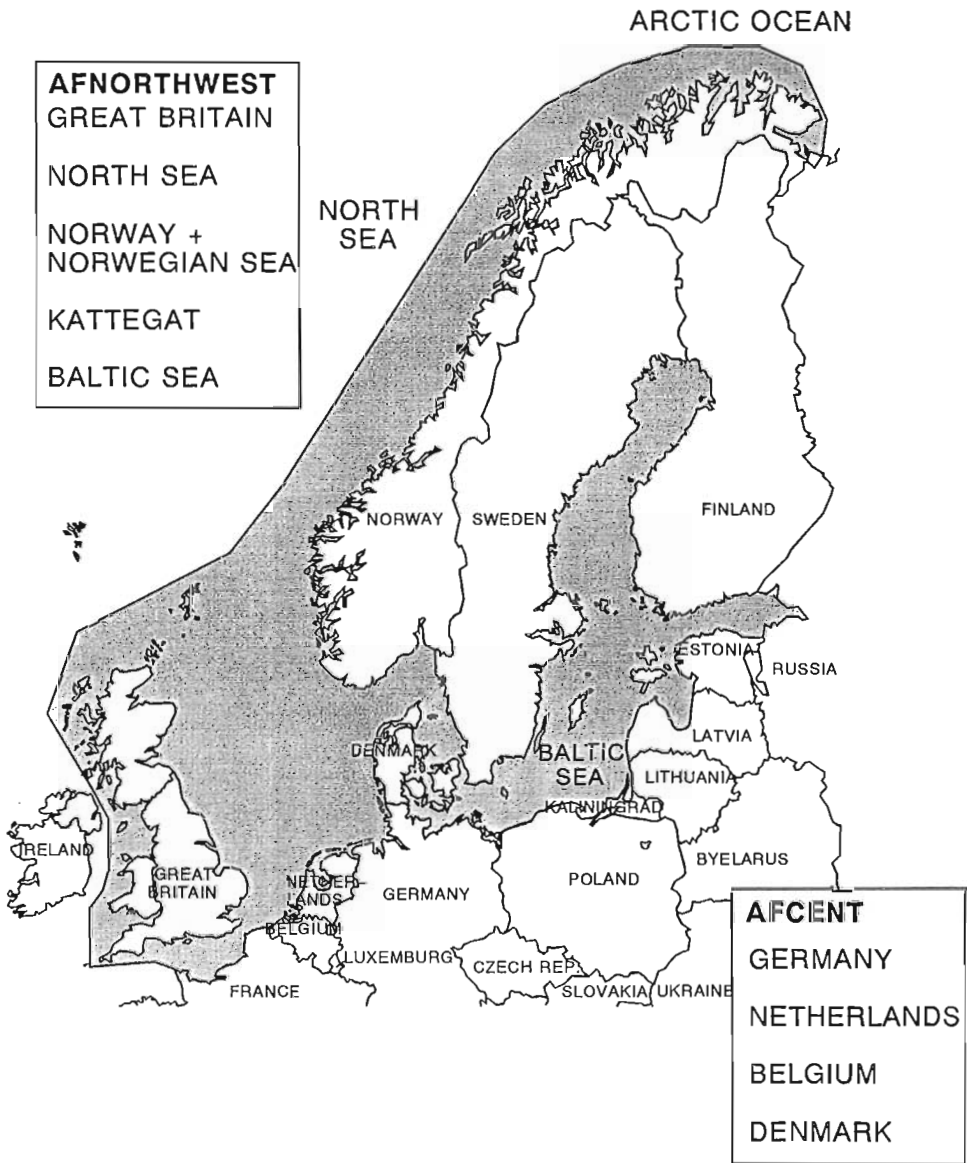 ARCTIC OCEAN
AFNORTHWEST
GREAT BRITAIN
NORTH SEA
NORWAY +
NORWEGIAN SEA
KATTEGAT
BALTIC SEA
NORTH
SEA
NORWAY
SWEDEN
FINLAND
ESTONIA
RUSSIA
LATVIA
DENMARK
BALTIC
SEA
LITHUANIA
KALININGRAD
IRELAND
GREAT
BRITAIN
NETHER-
LANDS
GERMANY
POLAND
BYELARUS
BELGIUM
LUXEMBURG
CZECH REP.
SLOVAKIA
UKRAINE
FRANCE
AFCENT
GERMANY
NETHERLANDS
BELGIUM
DENMARK